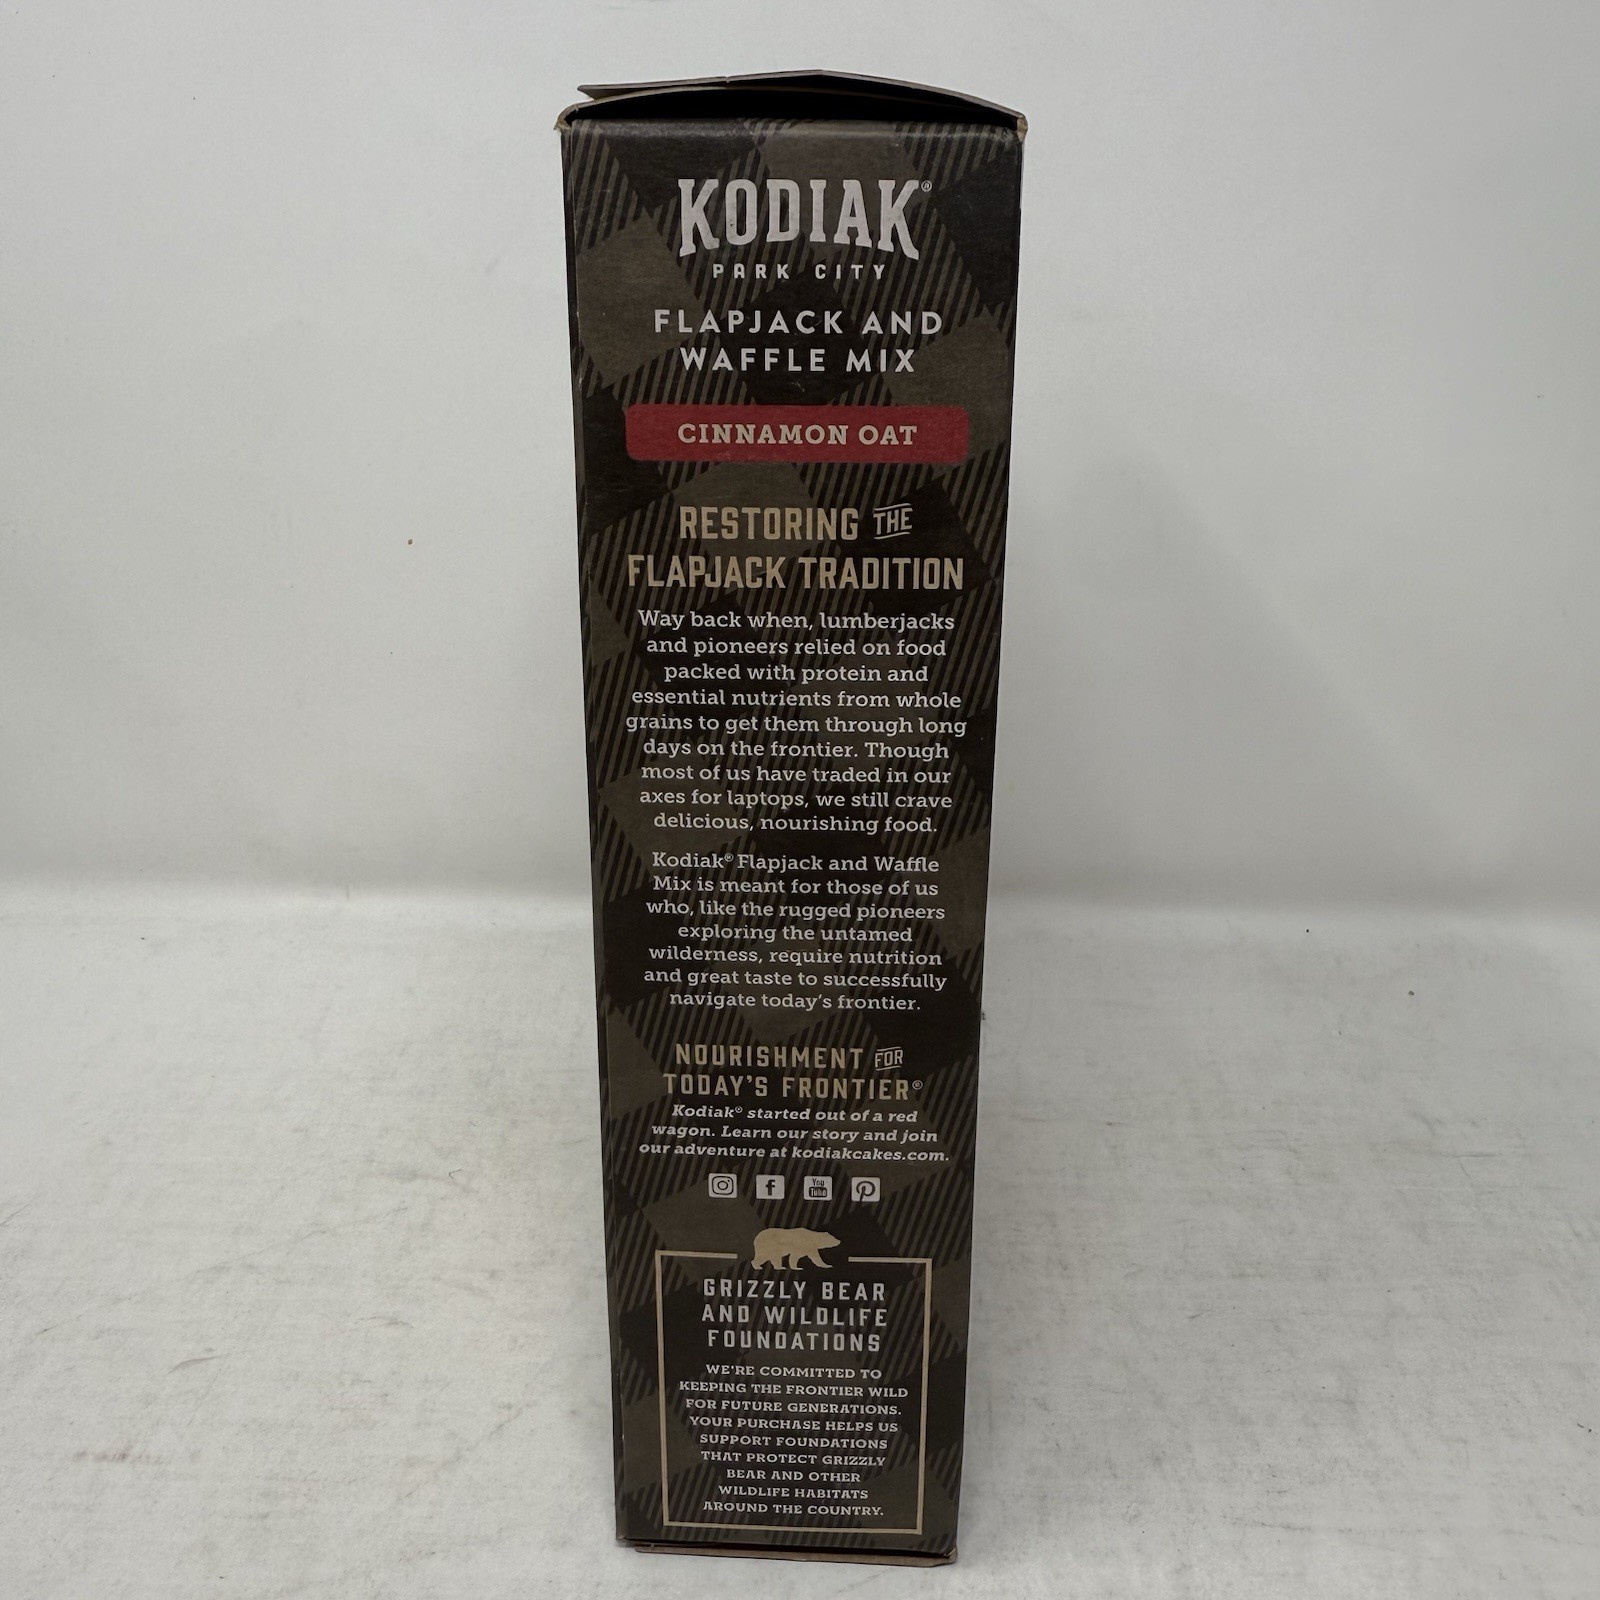 KODIAK®
PARK CITY
FLAPJACK AND
WAFFLE MIX
CINNAMON OAT
RESTORING THE
FLAPJACK TRADITION
Way back when, lumberjacks
and pioneers relied on food
packed with protein and
essential nutrients from whole
grains to get them through long
days on the frontier. Though
most of us have traded in our
axes for laptops, we still crave
delicious, nourishing food.
Kodiak® Flapjack and Waffle
Mix is meant for those of us
who, like the rugged pioneers
exploring the untamed
wilderness, require nutrition
and great taste to successfully
navigate today's frontier.
NOURISHMENT FOR
TODAY'S FRONTIER®
Kodiak® started out of a red
wagon. Learn our story and join
our adventure at kodiakcakes.com.
You Tube
GRIZZLY BEAR
AND WILDLIFE
FOUNDATIONS
WE'RE COMMITTED TO
KEEPING THE FRONTIER WILD
FOR FUTURE GENERATIONS.
YOUR PURCHASE HELPS US
SUPPORT FOUNDATIONS
THAT PROTECT GRIZZLY
BEAR AND OTHER
WILDLIFE HABITATS
AROUND THE COUNTRY.